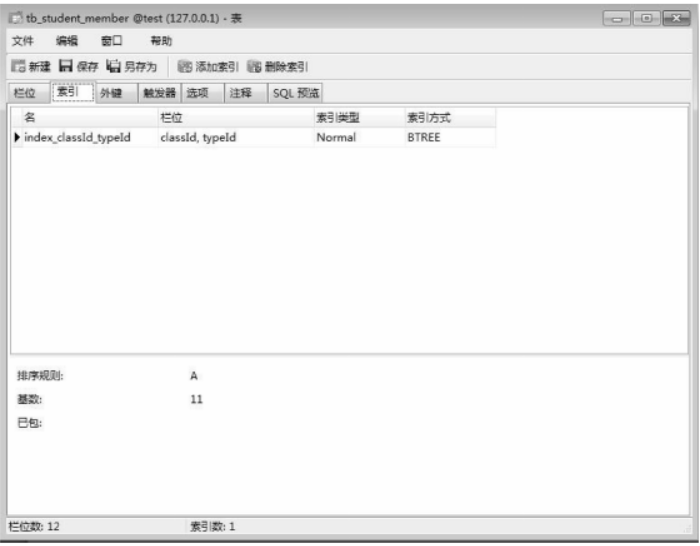 tb_student_member @test (127.0.0.1) - 表
文件 编辑 窗口 帮助
新建 保存 另存为 添加索引 删除索引
栏位 索引 外键 触发器 选项 注释 SQL 预览
名 栏位 索引类型 索引方式
index_classId_typeId classId, typeId Normal BTREE
排序规则: A
基数: 11
已包:
栏位数: 12 索引数: 1